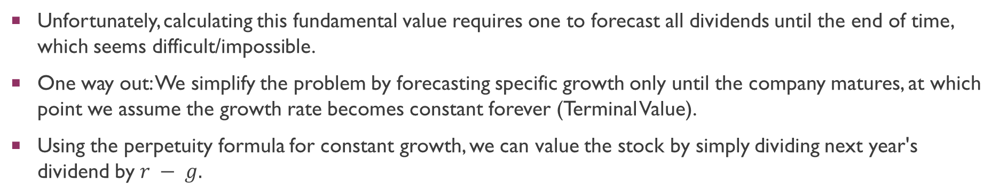 ▪ Unfortunately, calculating this fundamental value requires one to forecast all dividends until the end of time,
which seems difficult/impossible.
▪ One way out: We simplify the problem by forecasting specific growth only until the company matures, at which
point we assume the growth rate becomes constant forever (Terminal Value).
▪ Using the perpetuity formula for constant growth, we can value the stock by simply dividing next year's
dividend by r − g.